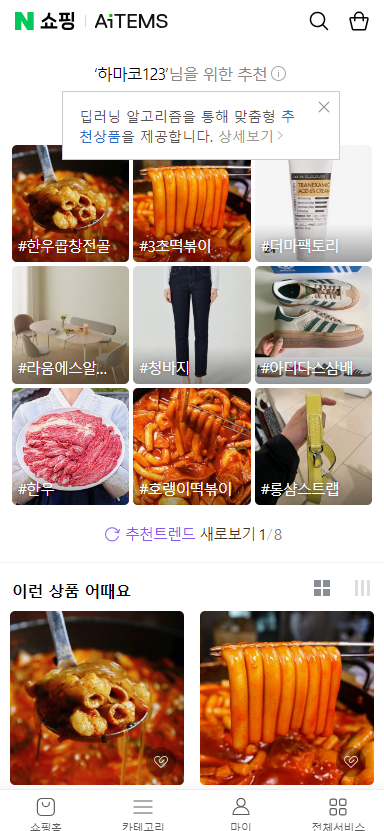 N 쇼핑 AiTEMS
'하마코123'님을 위한 추천
딥러닝 알고리즘을 통해 맞춤형 추
천상품을 제공합니다. 상세보기
#한우곱창전골 #3초떡볶이 #더마팩토리
TRANEXAMIC
#라움에스알... #청바지 #아디다스삼배
#한우 #호랭이떡볶이 #롱샴스트랩
추천트렌드 새로보기 1/8
이런 상품 어때요
쇼핑홈 카테고리 마이 전체서비스